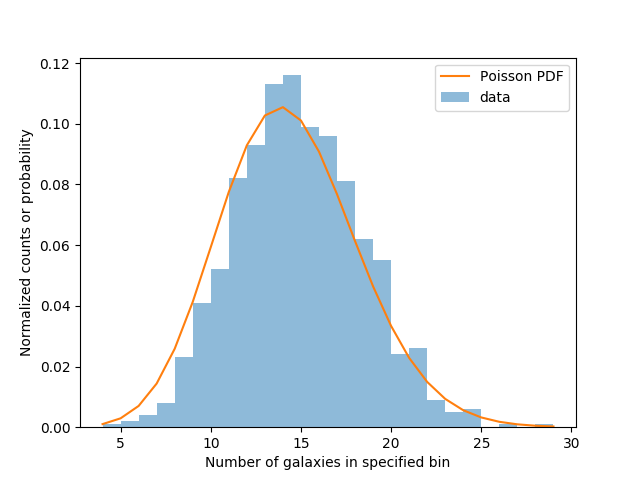 0.12
0.10
0.08
0.06
0.04
0.02
0.00
Normalized counts or probability
Poisson PDF
data
5 10 15 20 25 30
Number of galaxies in specified bin